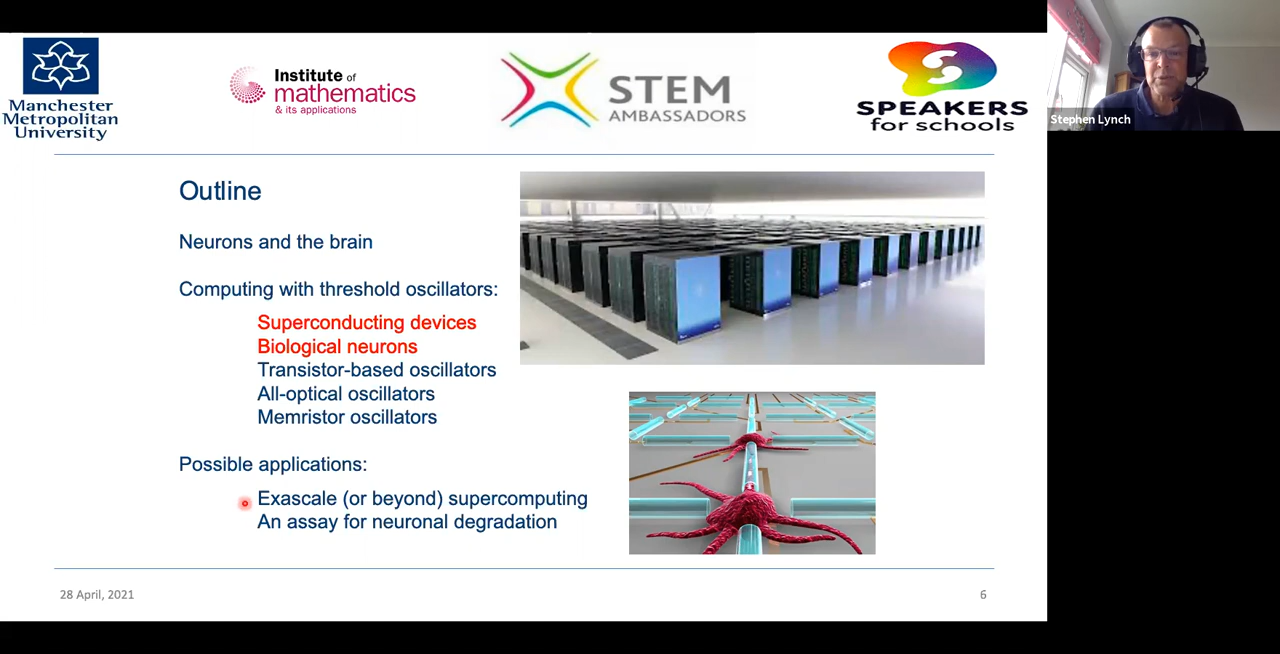 Manchester
Metropolitan
University
Institute of
mathematics
& its applications
STEM
AMBASSADORS
SPEAKERS
for schools
Stephen Lynch
Outline
Neurons and the brain
Computing with threshold oscillators:
Superconducting devices
Biological neurons
Transistor-based oscillators
All-optical oscillators
Memristor oscillators
Possible applications:
Exascale (or beyond) supercomputing
An assay for neuronal degradation
28 April, 2021
6